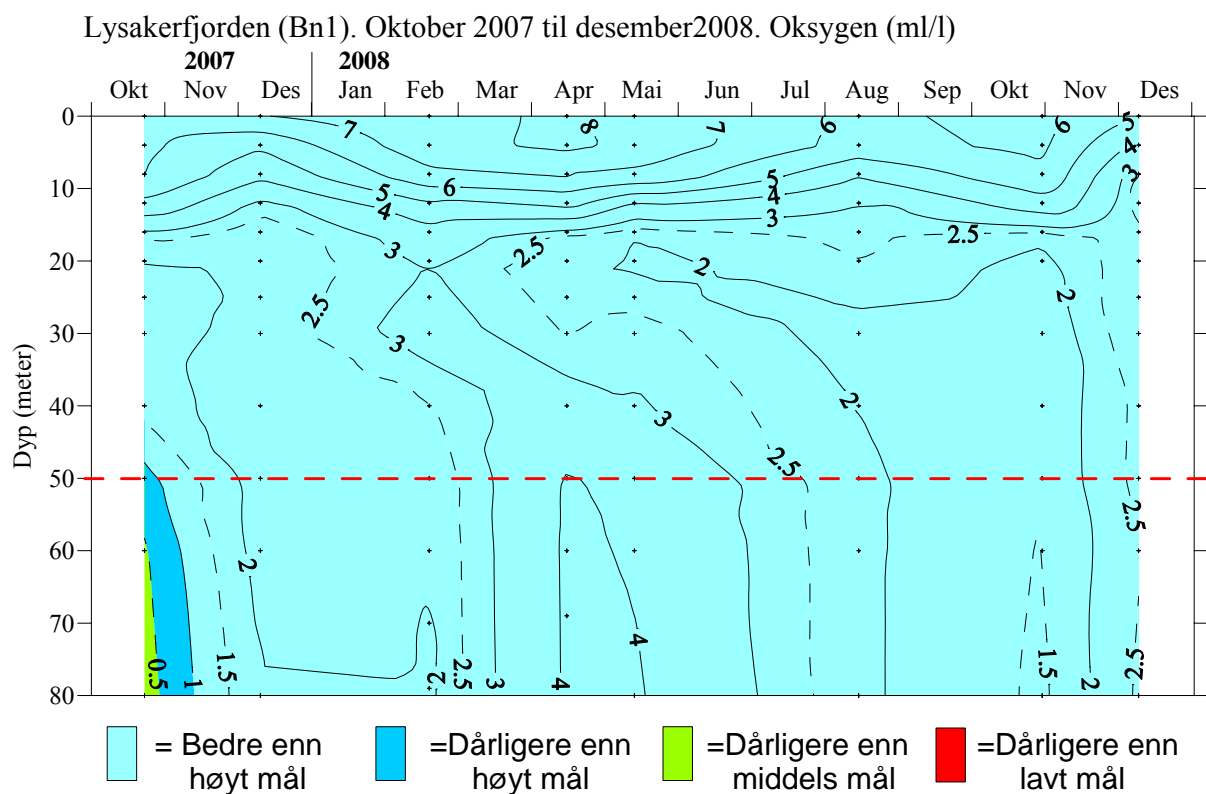 Lysakerfjorden (Bn1). Oktober 2007 til desember2008. Oksygen (ml/l)
2007 2008
Okt Nov Des Jan Feb Mar Apr Mai Jun Jul Aug Sep Okt Nov Des
0
10
20
30
40
50
60
70
80
Dyp (meter)
7 8 7 6 6 5
6 5 4
5 5 3
4 4
3 3
3 2.5 2.5
2 2
2.5
3
3 2
2.5
2.5
2
4
0.5 1 1.5 2 2.5 3 4 1.5 2 2.5
= Bedre enn
høyt mål
=Dårligere enn
høyt mål
=Dårligere enn
middels mål
=Dårligere enn
lavt mål